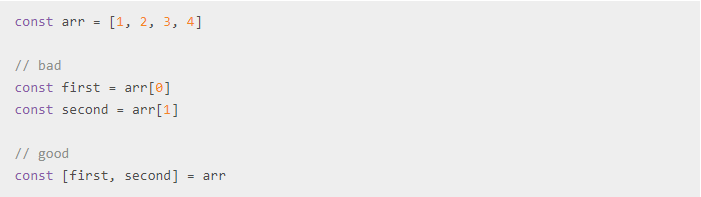 const arr = [1, 2, 3, 4]
// bad
const first = arr[0]
const second = arr[1]
// good
const [first, second] = arr